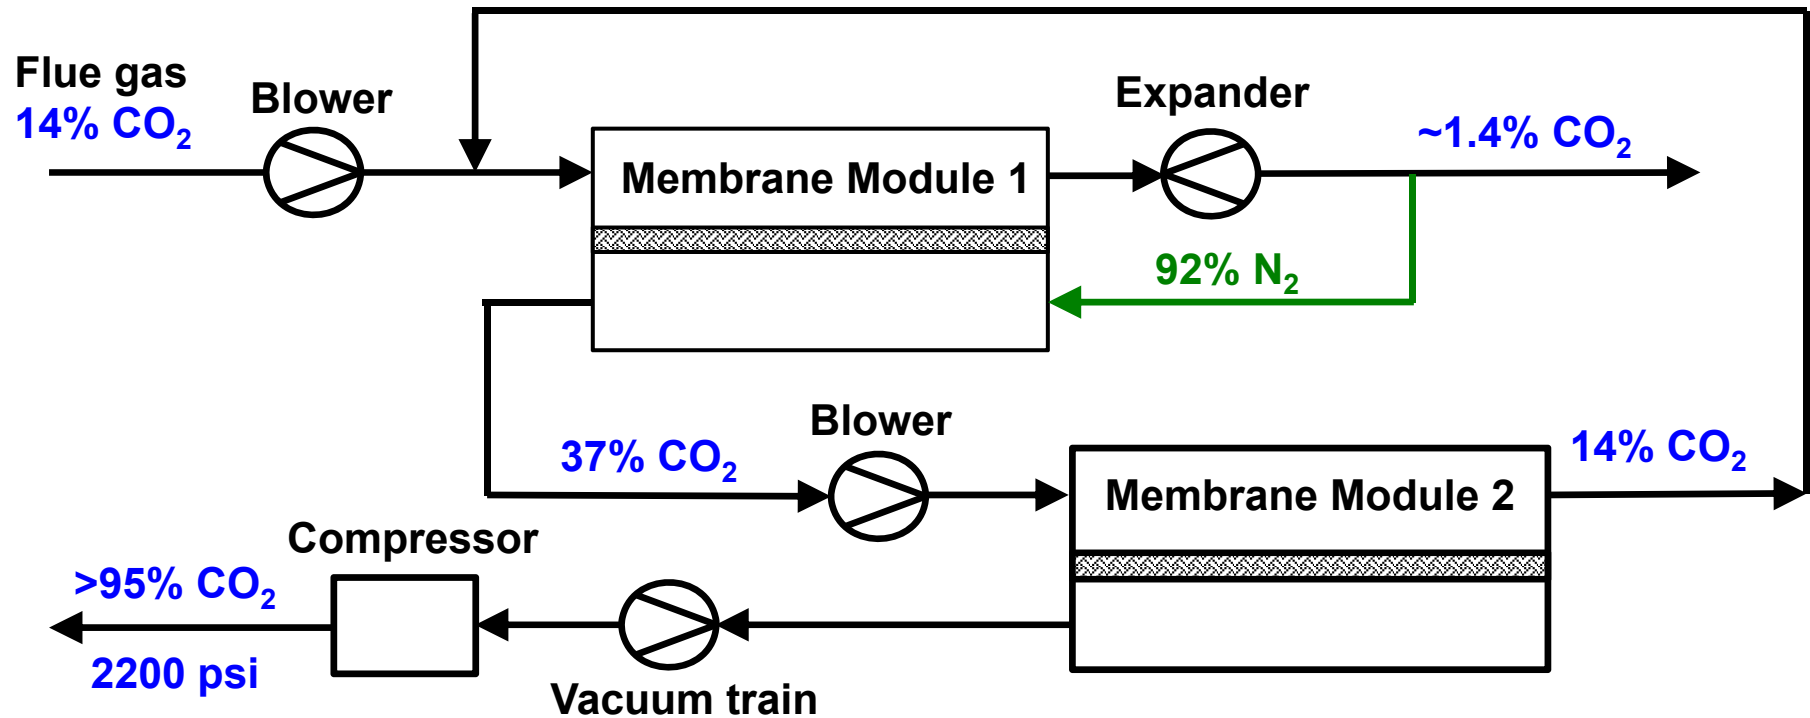 Flue gas
14% CO₂
Blower
Expander
~1.4% CO₂
Membrane Module 1
92% N₂
Blower
37% CO₂
14% CO₂
Membrane Module 2
Compressor
>95% CO₂
2200 psi
Vacuum train